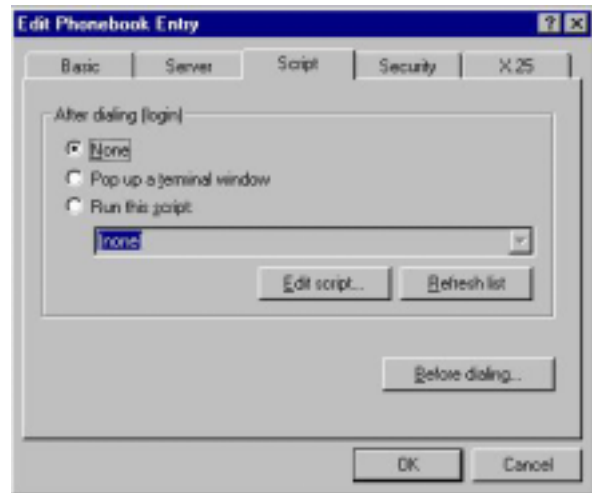 Edit Phonebook Entry
Basic Server Script Security X.25
After dialing (login)
None
Pop up a terminal window
Run this script:
(none)
Edit script... Refresh list
Before dialing...
OK Cancel